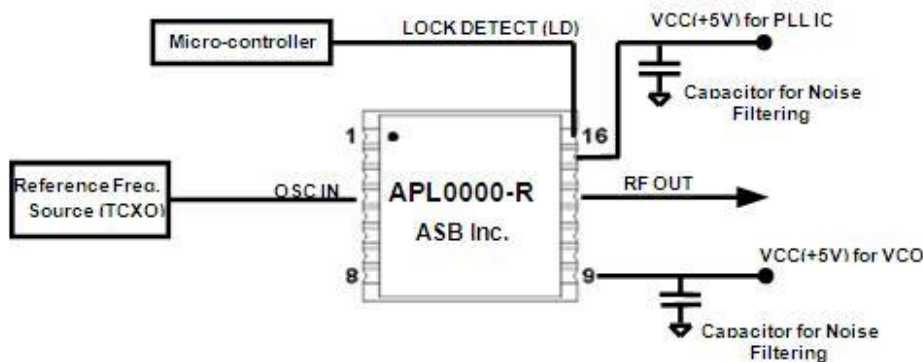 VCC(+5V) for PLL IC
LOCK DETECT (LD)
Micro-controller
Capacitor for Noise
Filtering
1
16
Reference Freq.
Source (TCXO)
OSC IN
APL0000-R
RF OUT
ASB Inc.
8
9
VCC(+5V) for VCO
Capacitor for Noise
Filtering